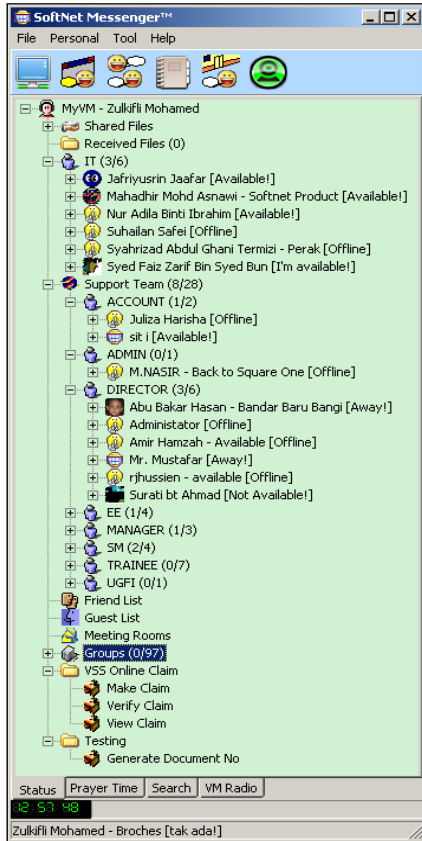 SoftNet Messenger™
File Personal Tool Help
MyVM - Zulkifli Mohamed
Shared Files
Received Files (0)
IT (3/6)
Jafriyusrin Jaafar [Available!]
Mahadhir Mohd Asnawi - Softnet Product [Available!]
Nur Adila Binti Ibrahim [Available!]
Suhailan Safei [Offline]
Syahrizad Abdul Ghani Termizi - Perak [Offline]
Syed Faiz Zarif Bin Syed Bun [I'm available!]
Support Team (8/28)
ACCOUNT (1/2)
Juliza Harisha [Offline]
sit i [Available!]
ADMIN (0/1)
M.NASIR - Back to Square One [Offline]
DIRECTOR (3/6)
Abu Bakar Hasan - Bandar Baru Bangi [Away!]
Administator [Offline]
Amir Hamzah - Available [Offline]
Mr. Mustafar [Away!]
rjhussien - available [Offline]
Surati bt Ahmad [Not Available!]
EE (1/4)
MANAGER (1/3)
SM (2/4)
TRAINEE (0/7)
UGFI (0/1)
Friend List
Guest List
Meeting Rooms
Groups (0/97)
VSS Online Claim
Make Claim
Verify Claim
View Claim
Testing
Generate Document No
Status Prayer Time Search VM Radio
Zulkifli Mohamed - Broches [tak ada!]